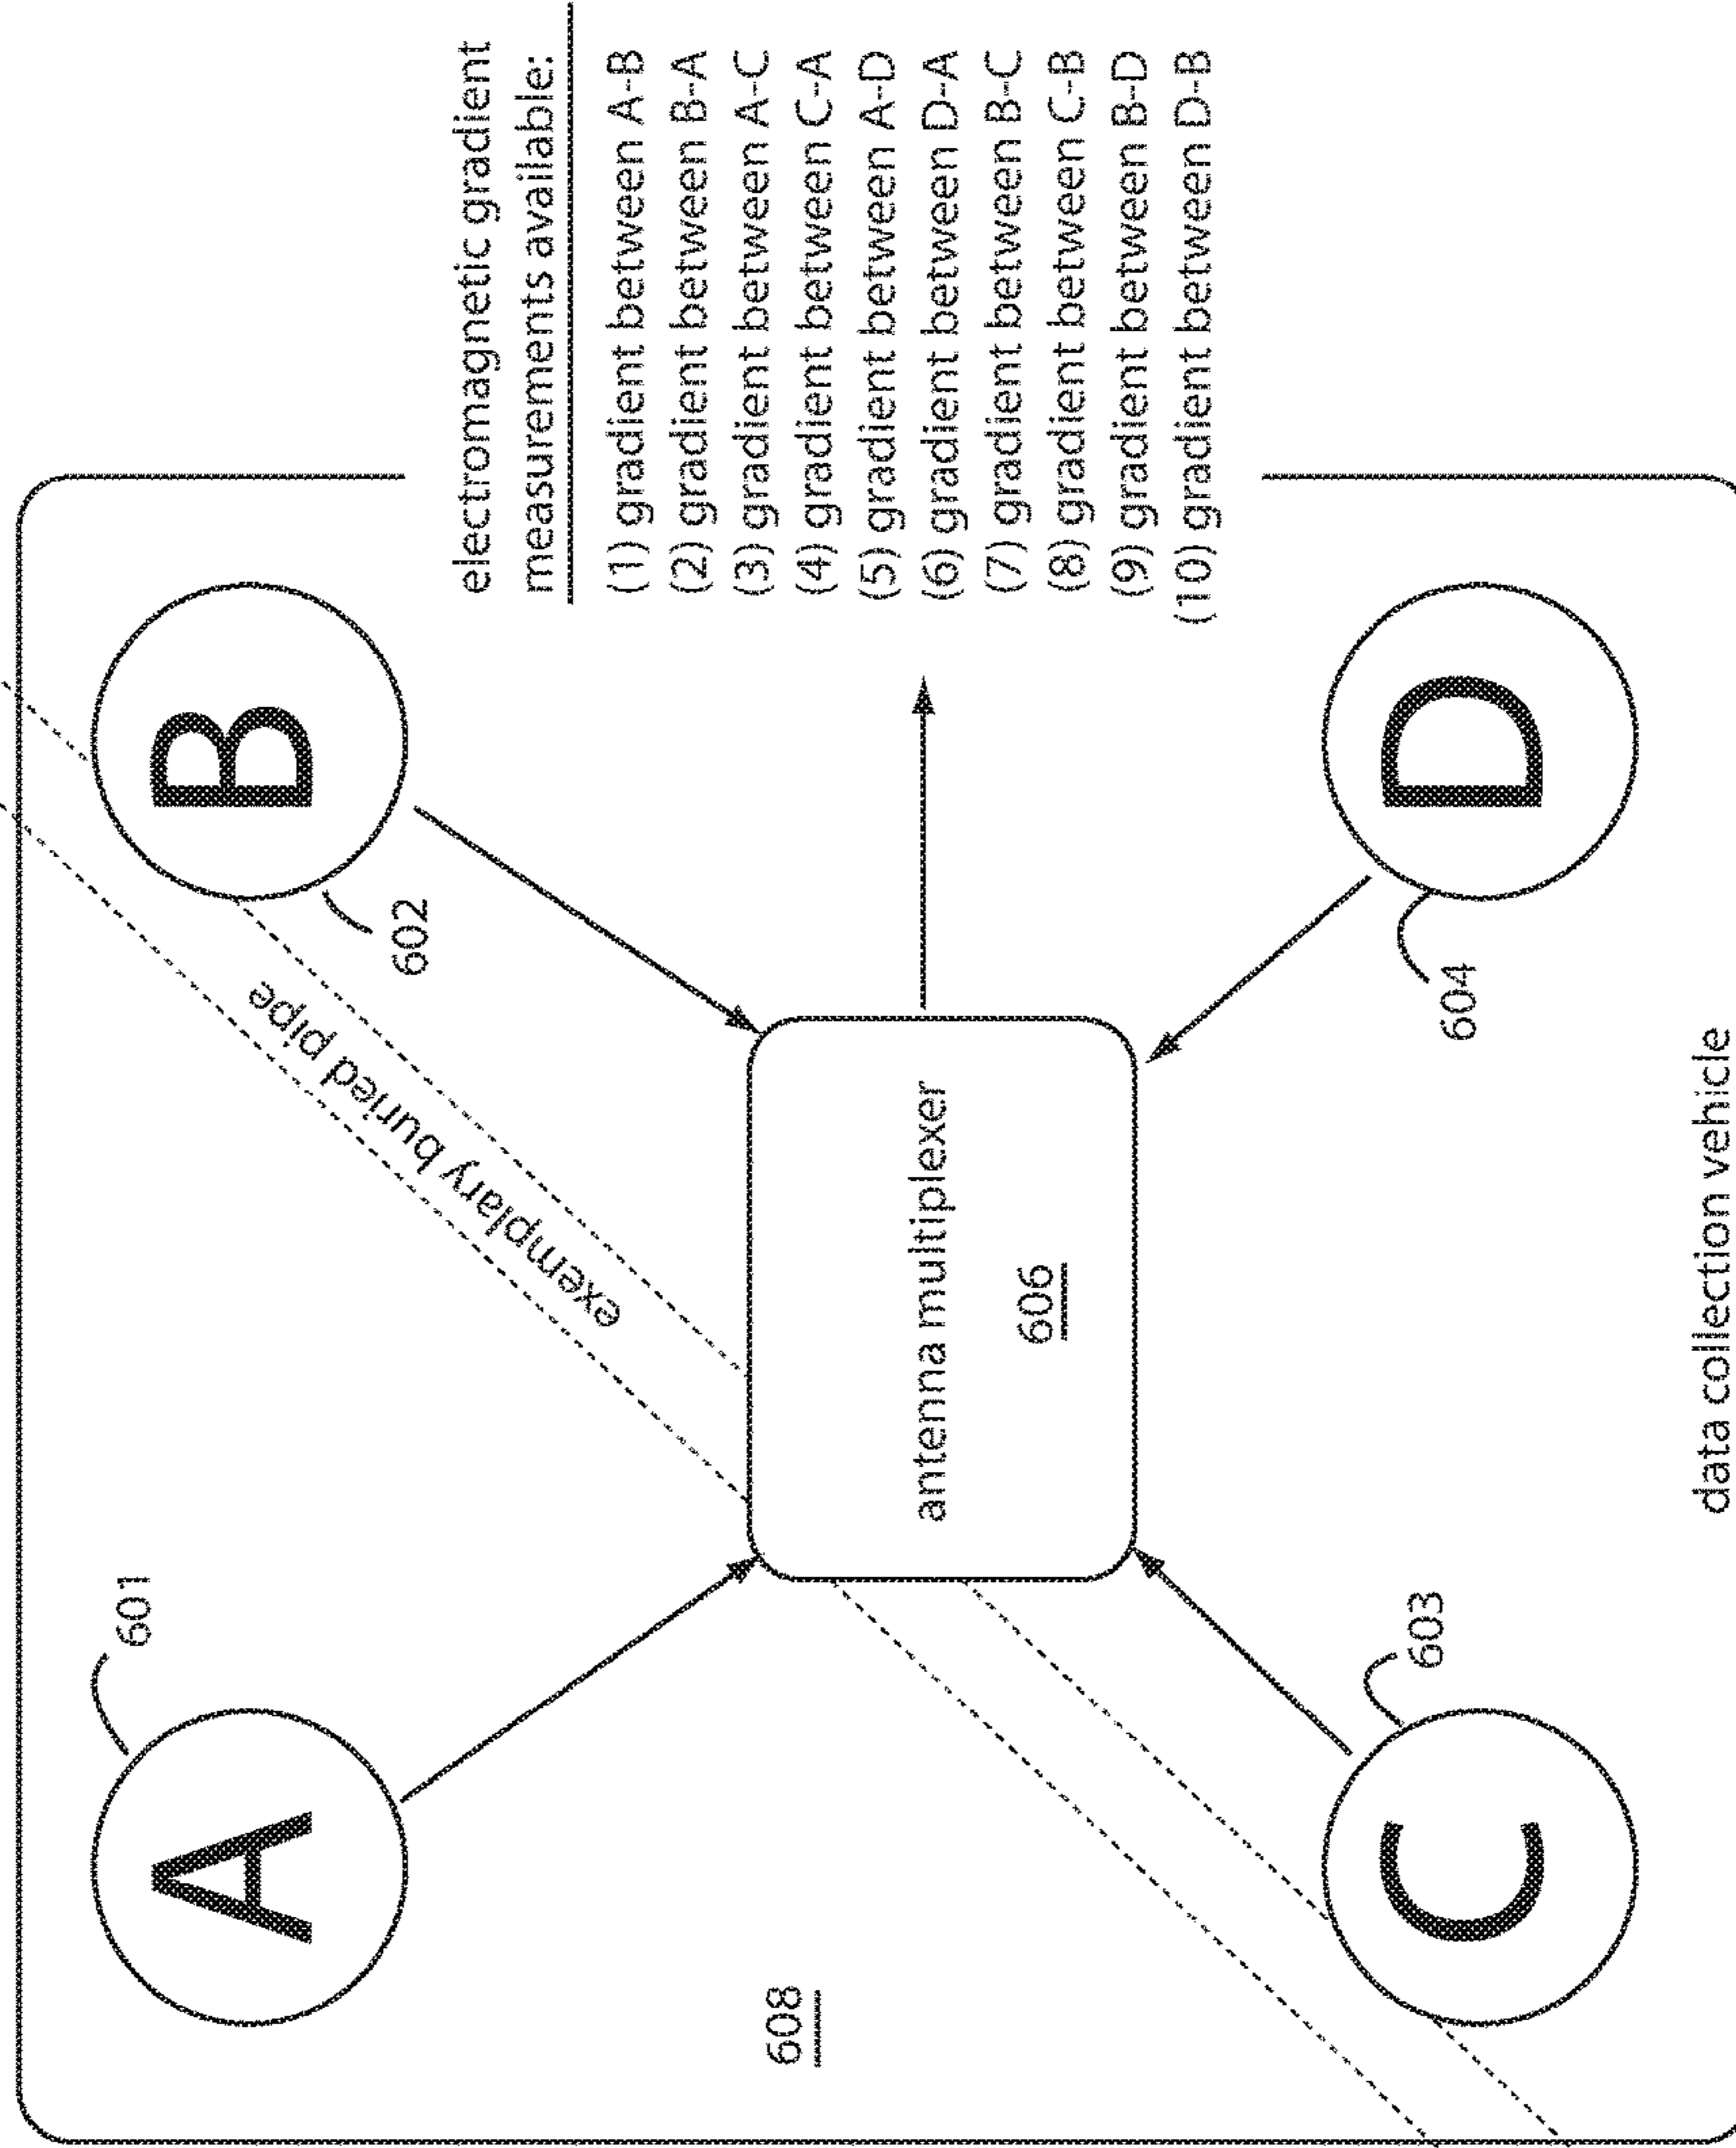 A
601
B
602
exemplary buried pipe
electromagnetic gradient
measurements available:
(1) gradient between A-B
(2) gradient between B-A
(3) gradient between A-C
(4) gradient between C-A
(5) gradient between A-D
(6) gradient between D-A
(7) gradient between B-C
(8) gradient between C-B
(9) gradient between B-D
(10) gradient between D-B
608
antenna multiplexer
606
C
603
D
604
data collection vehicle